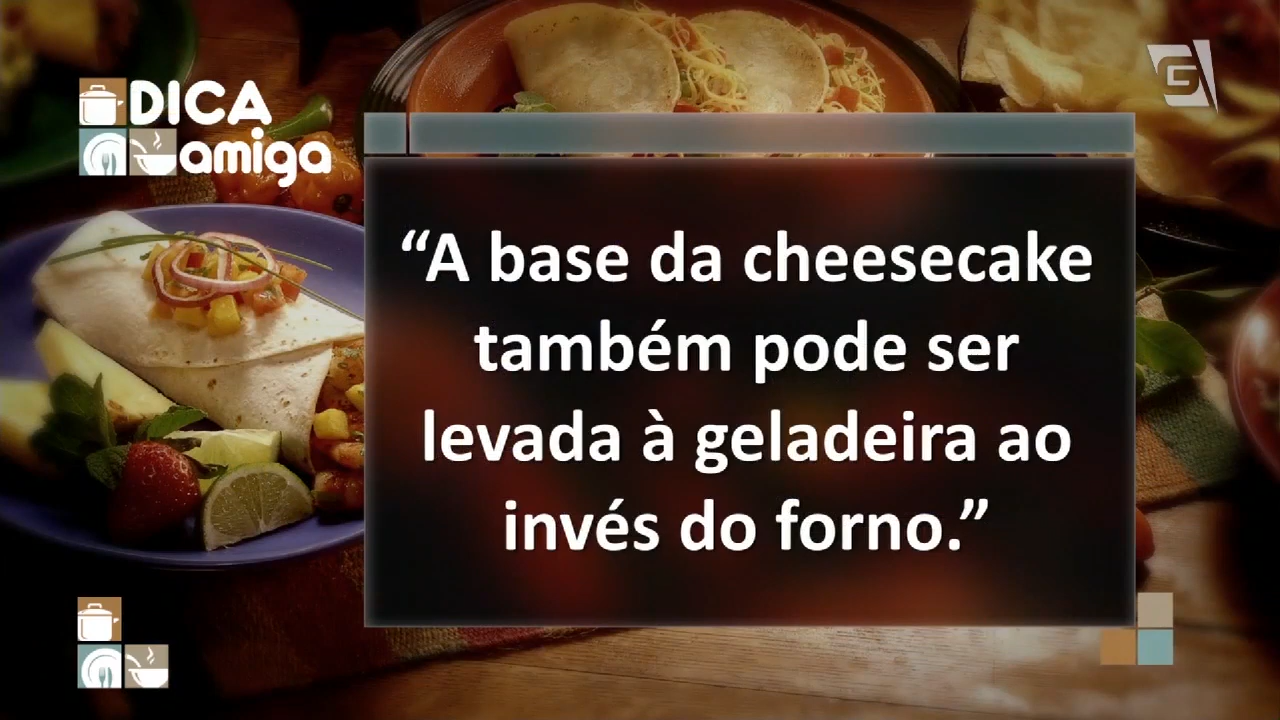 DICA
amiga
G
“A base da cheesecake
também pode ser
levada à geladeira ao
invés do forno.”